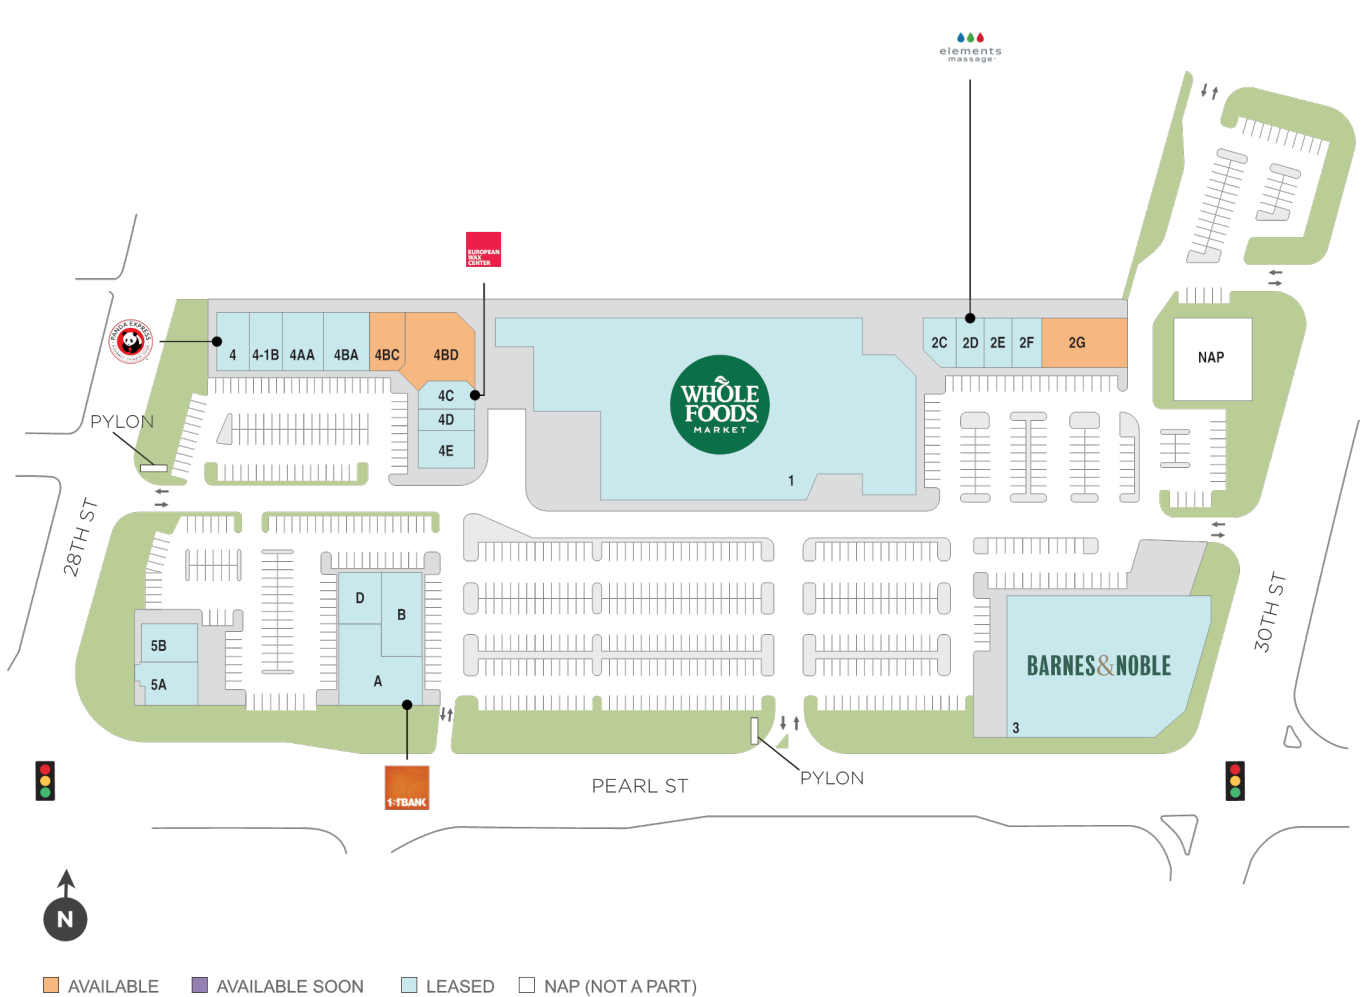 elements
massage
EUROPEAN
WAX
CENTER
PANDA EXPRESS
4
4-1B
4AA
4BA
4BC
4BD
4C
4D
4E
WHOLE
FOODS
MARKET
1
2C
2D
2E
2F
2G
NAP
PYLON
28TH ST
D
B
A
5B
5A
BARNES&NOBLE
3
30TH ST
1STBANK
PEARL ST
PYLON
N
AVAILABLE
AVAILABLE SOON
LEASED
NAP (NOT A PART)